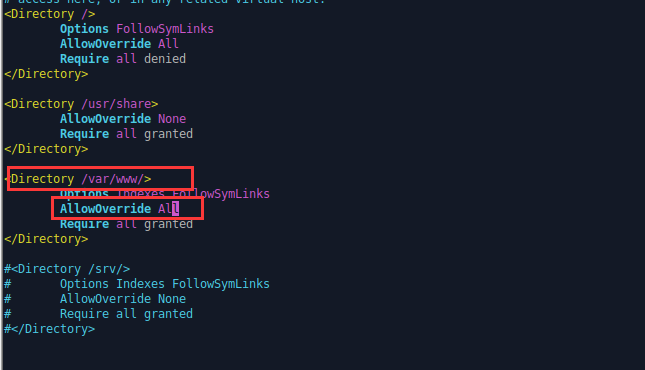 # access here, or in any related virtual host.
<Directory />
Options FollowSymLinks
AllowOverride All
Require all denied
</Directory>
<Directory /usr/share>
AllowOverride None
Require all granted
</Directory>
<Directory /var/www/>
Options Indexes FollowSymLinks
AllowOverride All
Require all granted
</Directory>
#<Directory /srv/>
# Options Indexes FollowSymLinks
# AllowOverride None
# Require all granted
#</Directory>